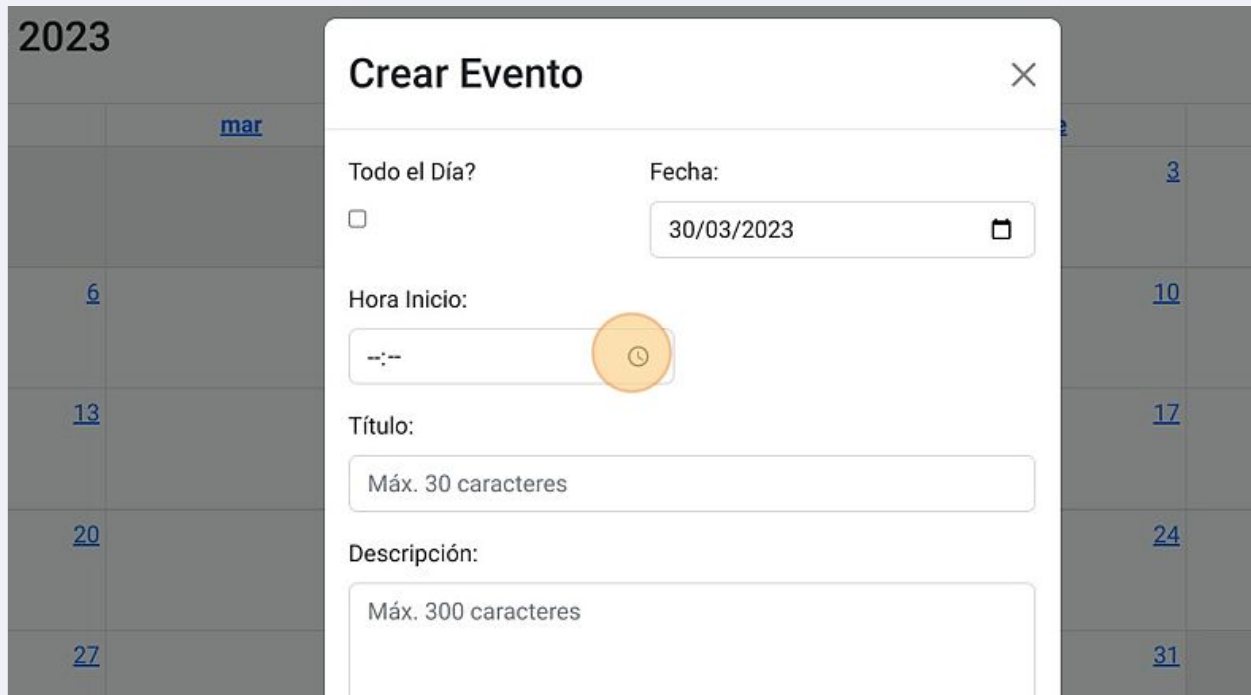 2023
Crear Evento
mar
Todo el Día?
Fecha:
3
30/03/2023
6
Hora Inicio:
10
--:--
13
Título:
17
Máx. 30 caracteres
20
Descripción:
24
Máx. 300 caracteres
27
31